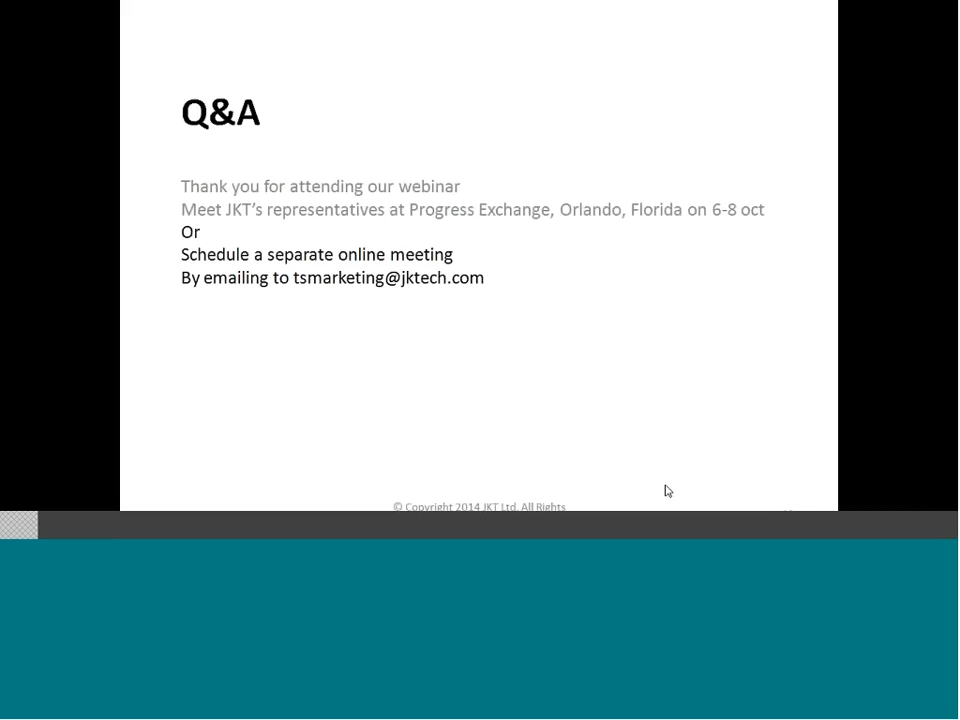 Q&A
Thank you for attending our webinar
Meet JKT's representatives at Progress Exchange, Orlando, Florida on 6-8 oct
Or
Schedule a separate online meeting
By emailing to tsmarketing@jktech.com
© Copyright 2014 JKT Ltd. All Rights